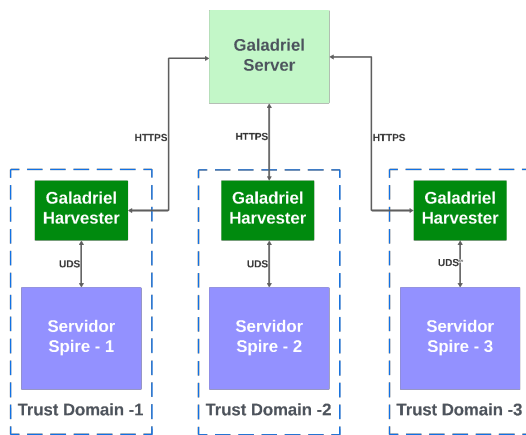 Galadriel
Server
HTTPS
HTTPS
HTTPS
Galadriel
Harvester
Galadriel
Harvester
Galadriel
Harvester
UDS
UDS
UDS
Servidor
Spire - 1
Servidor
Spire - 2
Servidor
Spire - 3
Trust Domain -1
Trust Domain -2
Trust Domain -3